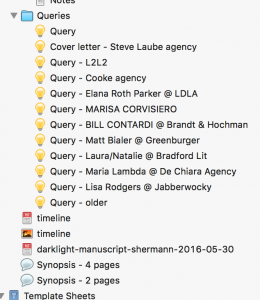 Notes
Queries
Query
Cover letter - Steve Laube agency
Query - L2L2
Query - Cooke agency
Query - Elana Roth Parker @ LDLA
Query - MARISA CORVISIERO
Query - BILL CONTARDI @ Brandt & Hochman
Query - Matt Bialer @ Greenburger
Query - Laura/Natalie @ Bradford Lit
Query - Maria Lambda @ De Chiara Agency
Query - Lisa Rodgers @ Jabberwocky
Query - older
timeline
timeline
darklight-manuscript-shermann-2016-05-30
Synopsis - 4 pages
Synopsis - 2 pages
Template Sheets